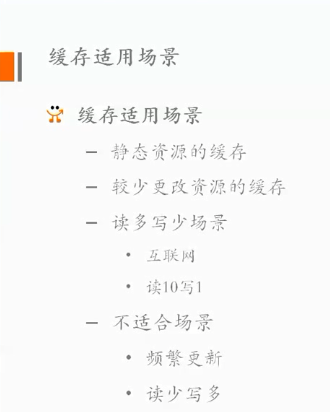 缓存适用场景
缓存适用场景
– 静态资源的缓存
– 较少更改资源的缓存
– 读多写少场景
• 互联网
• 读10写1
– 不适合场景
• 频繁更新
• 读少写多